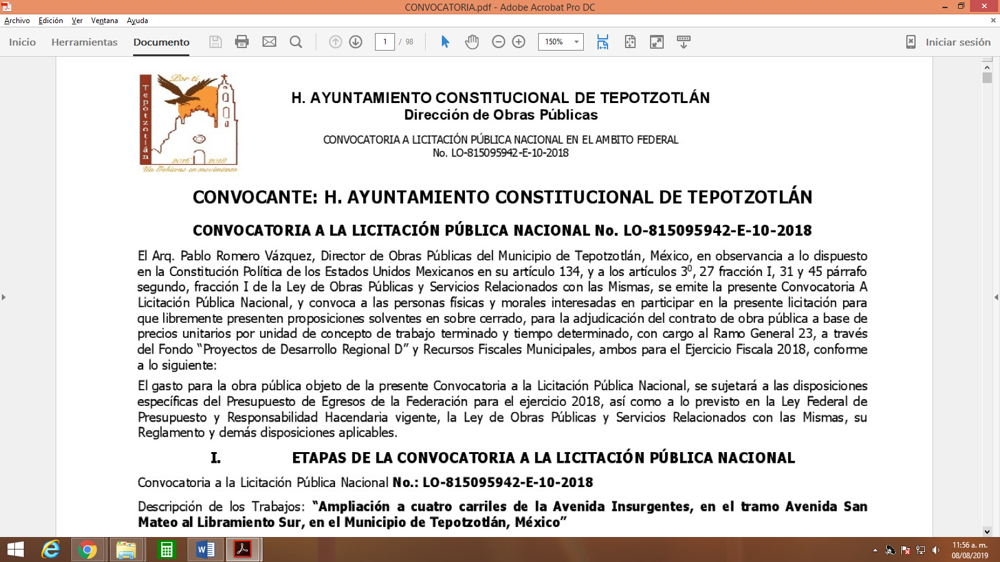 CONVOCATORIA.pdf - Adobe Acrobat Pro DC
Archivo Edición Ver Ventana Ayuda
Inicio Herramientas Documento 1 / 98 150% Iniciar sesión
Por ti
Tepotzotlán
2016 2018
Un Gobierno en movimiento
H. AYUNTAMIENTO CONSTITUCIONAL DE TEPOTZOTLÁN
Dirección de Obras Públicas
CONVOCATORIA A LICITACIÓN PÚBLICA NACIONAL EN EL AMBITO FEDERAL
No. LO-815095942-E-10-2018
CONVOCANTE: H. AYUNTAMIENTO CONSTITUCIONAL DE TEPOTZOTLÁN
CONVOCATORIA A LA LICITACIÓN PÚBLICA NACIONAL No. LO-815095942-E-10-2018
El Arq. Pablo Romero Vázquez, Director de Obras Públicas del Municipio de Tepotzotlán, México, en observancia a lo dispuesto
en la Constitución Política de los Estados Unidos Mexicanos en su artículo 134, y a los artículos 3⁰, 27 fracción I, 31 y 45 párrafo
segundo, fracción I de la Ley de Obras Públicas y Servicios Relacionados con las Mismas, se emite la presente Convocatoria A
Licitación Pública Nacional, y convoca a las personas físicas y morales interesadas en participar en la presente licitación para
que libremente presenten proposiciones solventes en sobre cerrado, para la adjudicación del contrato de obra pública a base de
precios unitarios por unidad de concepto de trabajo terminado y tiempo determinado, con cargo al Ramo General 23, a través
del Fondo “Proyectos de Desarrollo Regional D” y Recursos Fiscales Municipales, ambos para el Ejercicio Fiscala 2018, conforme
a lo siguiente:
El gasto para la obra pública objeto de la presente Convocatoria a la Licitación Pública Nacional, se sujetará a las disposiciones
específicas del Presupuesto de Egresos de la Federación para el ejercicio 2018, así como a lo previsto en la Ley Federal de
Presupuesto y Responsabilidad Hacendaria vigente, la Ley de Obras Públicas y Servicios Relacionados con las Mismas, su
Reglamento y demás disposiciones aplicables.
I. ETAPAS DE LA CONVOCATORIA A LA LICITACIÓN PÚBLICA NACIONAL
Convocatoria a la Licitación Pública Nacional No.: LO-815095942-E-10-2018
Descripción de los Trabajos: “Ampliación a cuatro carriles de la Avenida Insurgentes, en el tramo Avenida San
Mateo al Libramiento Sur, en el Municipio de Tepotzotlán, México”
11:56 a. m.
08/08/2019